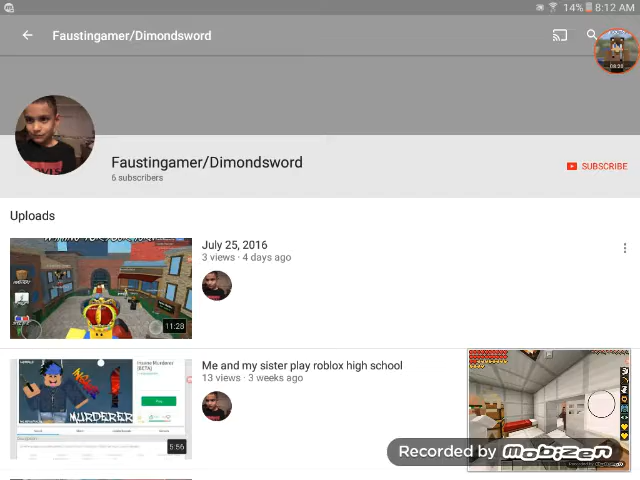 14% 8:12 AM
Faustingamer/Dimondsword
Faustingamer/Dimondsword
6 subscribers
SUBSCRIBE
Uploads
July 25, 2016
3 views · 4 days ago
11:28
Me and my sister play roblox high school
13 views · 3 weeks ago
MURDERER
5:56
Recorded by Mobizen